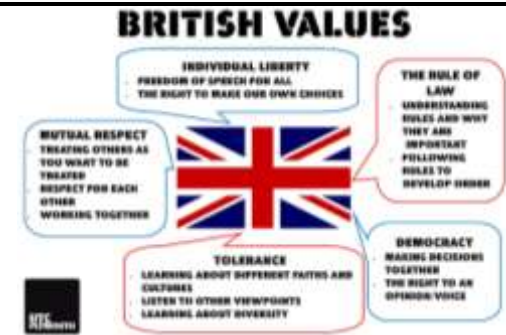 BRITISH VALUES
INDIVIDUAL LIBERTY
FREEDOM OF SPEECH FOR ALL
THE RIGHT TO MAKE OUR OWN CHOICES
THE RULE OF
LAW
UNDERSTANDING
RULES AND WHY
THEY ARE
IMPORTANT
FOLLOWING
RULES TO
DEVELOP ORDER
MUTUAL RESPECT
TREATING OTHERS AS
YOU WANT TO BE
TREATED
RESPECT FOR EACH
OTHER
WORKING TOGETHER
DEMOCRACY
MAKING DECISIONS
TOGETHER
THE RIGHT TO AN
OPINION/VOICE
TOLERANCE
LEARNING ABOUT DIFFERENT FAITHS AND
CULTURES
LISTEN TO OTHER VIEWPOINTS
LEARNING ABOUT DIVERSITY